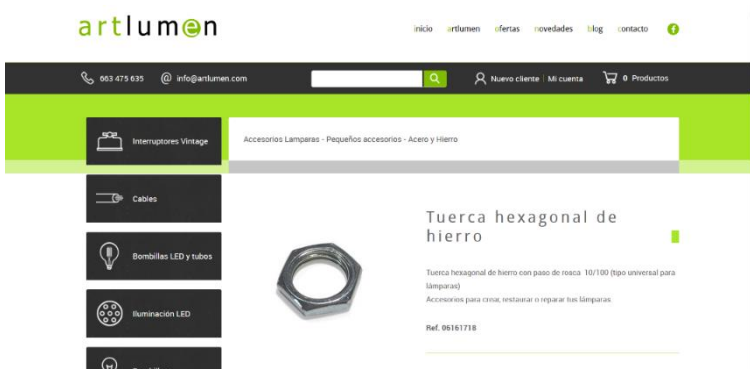 artlumen
inicio artlumen ofertas novedades blog contacto
663 475 635 info@artlumen.com Nuevo cliente Mi cuenta 0 Productos
Interruptores Vintage
Accesorios Lamparas - Pequeños accesorios - Acero y Hierro
Cables
Tuerca hexagonal de
hierro
Bombillas LED y tubos
Tuerca hexagonal de hierro con paso de rosca 10/100 (tipo universal para
lámparas)
Accesorios para crear, restaurar o reparar tus lámparas
Iluminación LED
Ref. 06161718